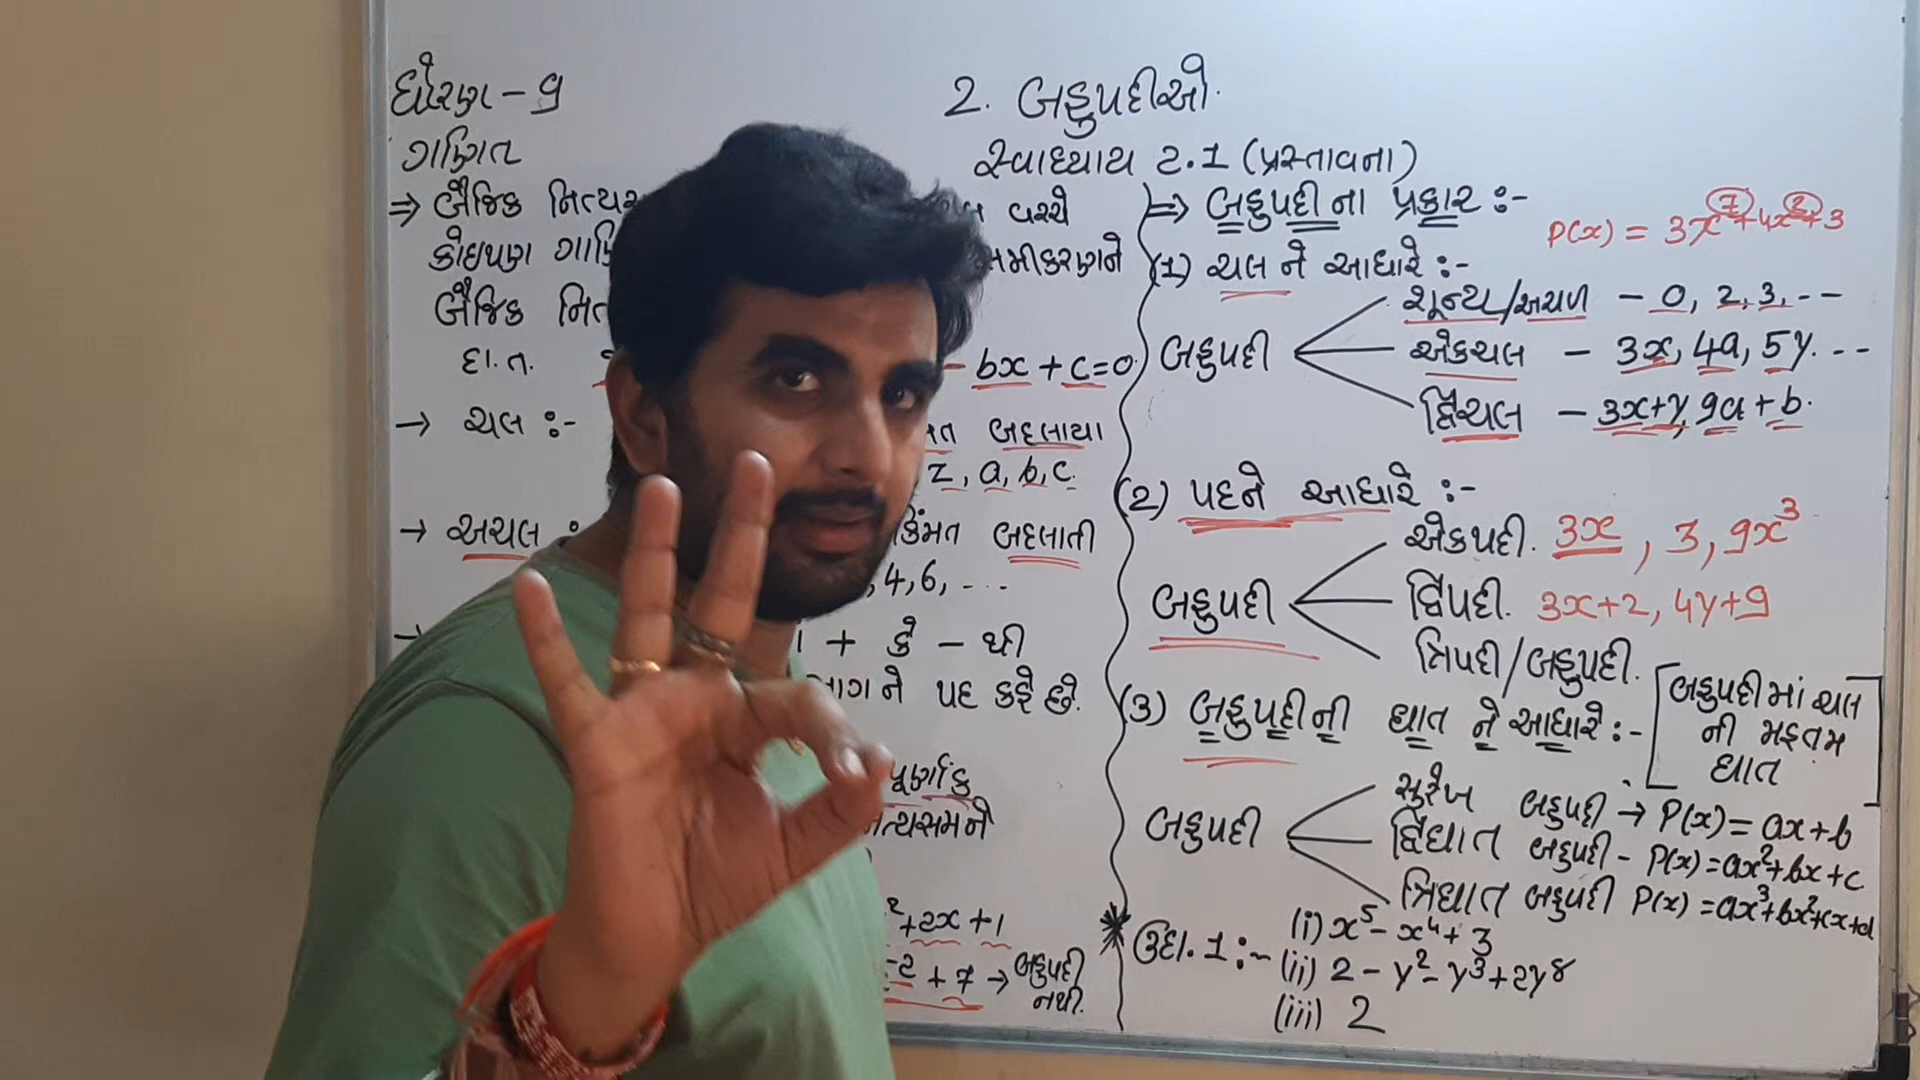 ધોરણ - 9
ગણિત
2. બહુપદીઓ.
સ્વાધ્યાય 2.1 (પ્રસ્તાવના)
⇒ બૈજિક
કોઇપણ
વચ્ચે
સમીકરણને
બૈજિક
દા.ત.
- bx + c = 0
→ ચલ :-
બદલાયા
z, a, b, c.
→ અચલ :
કિંમત બદલાતી
, 4, 6, ...
+ કે - થી
ભાગ ને પદ કહે છે.
પૂર્ણાંક
નિત્યસમને
² + 2x + 1
-2 + 7 → બહુપદી
નથી.
⇒ બહુપદી ના પ્રકાર :-
P(x) = 3x⁷ + 4x² + 3
(1) ચલ ને આધારે :-
શૂન્ય/અચળ - 0, 2, 3, - -
બહુપદી એકચલ - 3x, 4a, 5y. - -
દ્વિચલ - 3x+y, 9a + b.
(2) પદને આધારે :-
એકપદી. 3x, 3, 9x³
બહુપદી દ્વિપદી. 3x+2, 4y+9
ત્રિપદી/બહુપદી.
(3) બહુપદીની ઘાત ને આધારે :-
[બહુપદીમાં ચલ
ની મહત્તમ
ઘાત]
સુરેખ બહુપદી → P(x) = ax + b
બહુપદી દ્વિઘાત બહુપદી - P(x) = ax² + bx + c
ત્રિઘાત બહુપદી P(x) = ax³ + bx² + cx + d
ઉદા. 1 :- (i) x⁵ - x⁴ + 3
(ii) 2 - y² - y³ + 2y⁸
(iii) 2